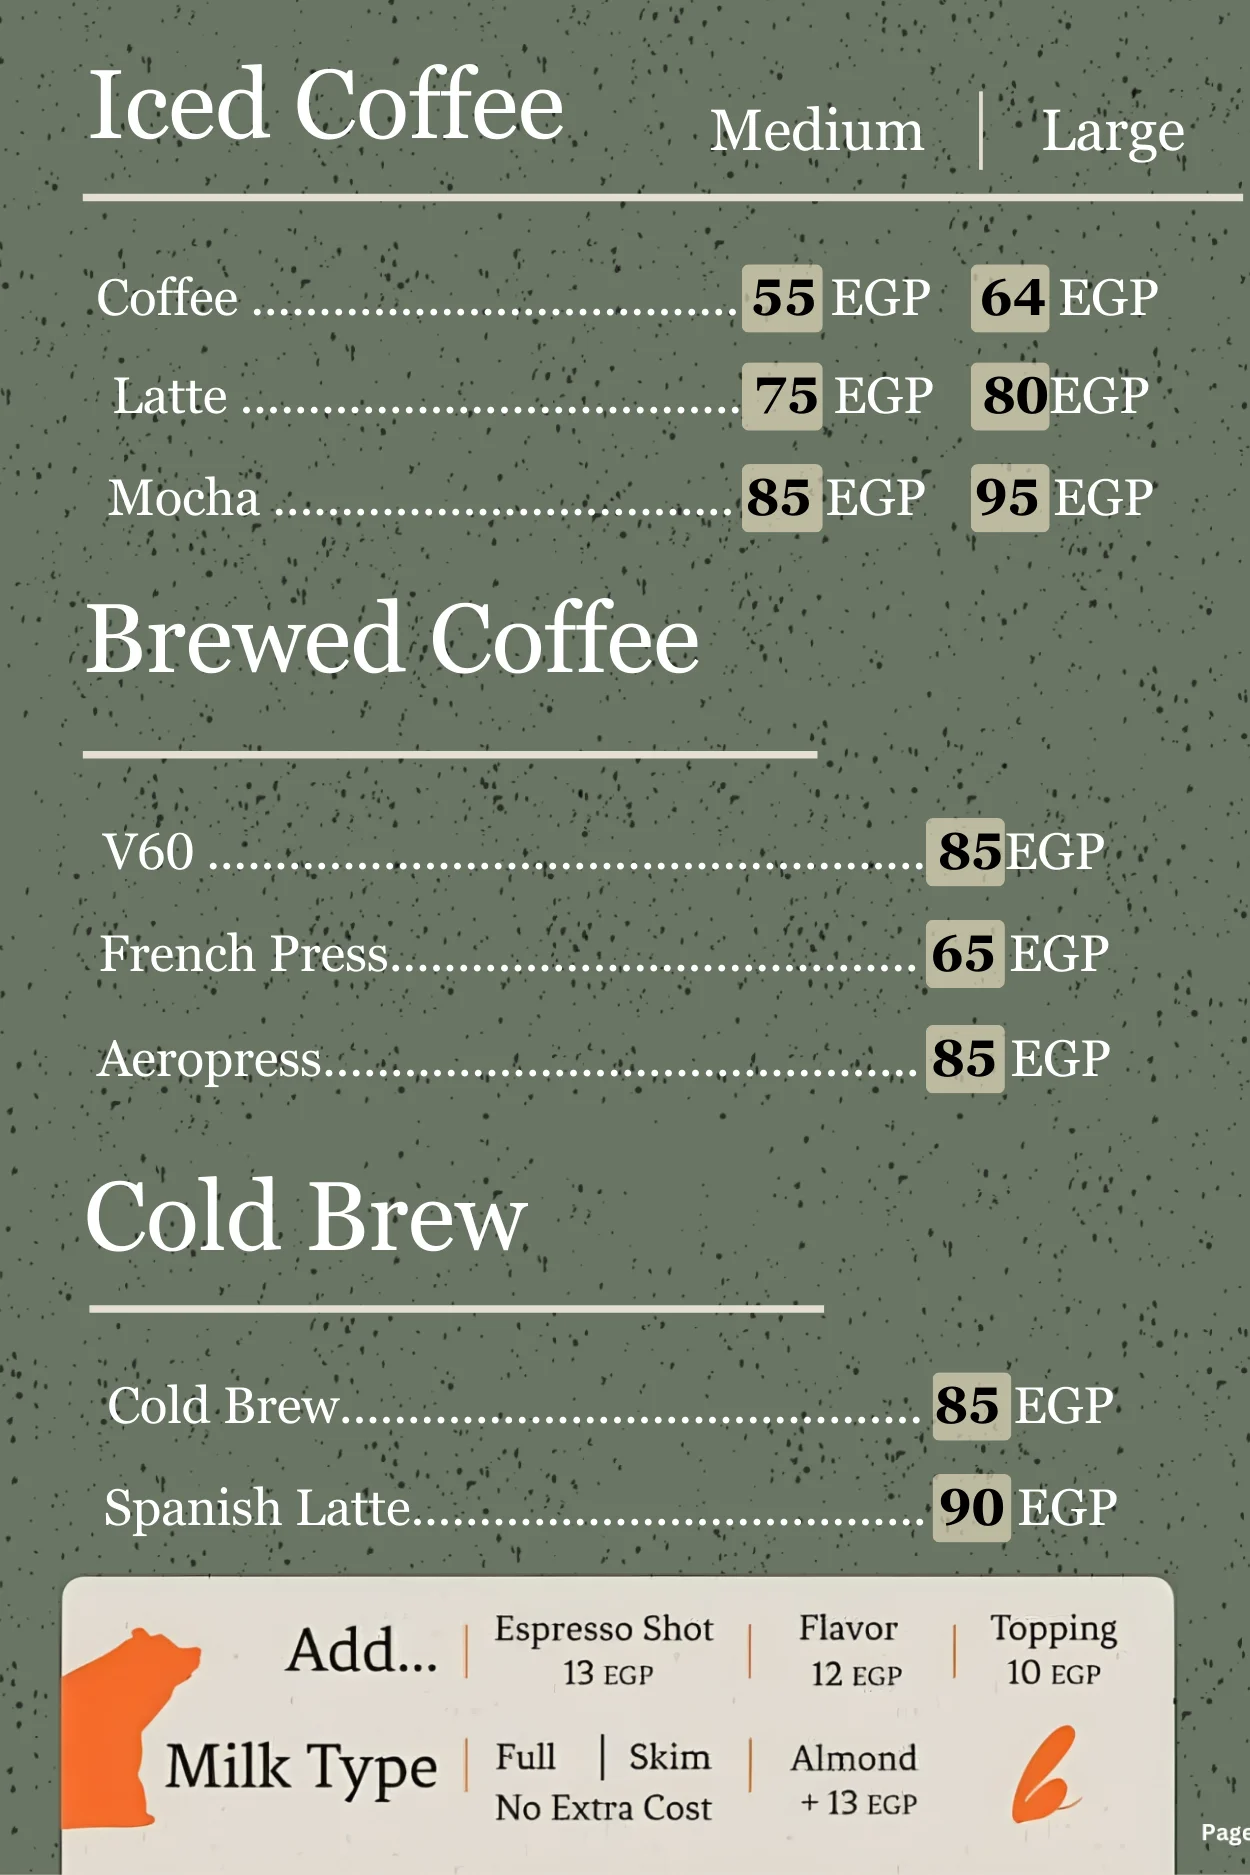 Iced Coffee Medium | Large
Coffee ................................... 55 EGP 64 EGP
Latte .................................... 75 EGP 80EGP
Mocha ................................. 85 EGP 95 EGP
Brewed Coffee
V60 .................................................... 85EGP
French Press...................................... 65 EGP
Aeropress........................................... 85 EGP
Cold Brew
Cold Brew.......................................... 85 EGP
Spanish Latte..................................... 90 EGP
Add... | Espresso Shot | Flavor | Topping
13 EGP 12 EGP 10 EGP
Milk Type | Full | Skim | Almond
No Extra Cost + 13 EGP
Page